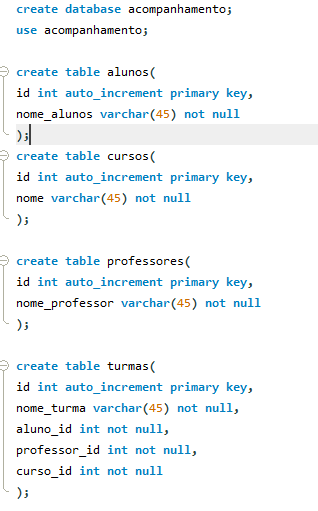 create database acompanhamento;
use acompanhamento;
create table alunos(
id int auto_increment primary key,
nome_alunos varchar(45) not null
);
create table cursos(
id int auto_increment primary key,
nome varchar(45) not null
);
create table professores(
id int auto_increment primary key,
nome_professor varchar(45) not null
);
create table turmas(
id int auto_increment primary key,
nome_turma varchar(45) not null,
aluno_id int not null,
professor_id int not null,
curso_id int not null
);